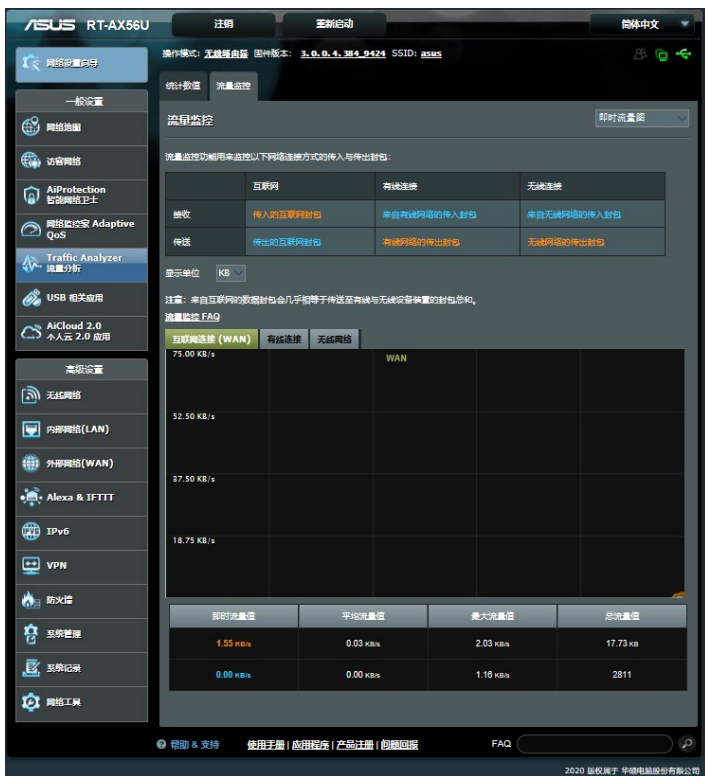 ASUS RT-AX56U 注销 重新启动 简体中文
操作模式: 无线路由器 固件版本: 3.0.0.4.384_9424 SSID: asus
网络设置向导
统计数值 流量监控
一般设置
流量监控 即时流量图
网络地图
流量监控功能用来监控以下网络连接方式的传入与传出封包:
访客网络
互联网 有线连接 无线连接
AiProtection
智能网络卫士
接收 传入的互联网封包 来自有线网络的传入封包 来自无线网络的传入封包
网络监控家 Adaptive
QoS
传送 传出的互联网封包 有线网络的传出封包 无线网络的传出封包
Traffic Analyzer
流量分析
显示单位 KB
USB 相关应用
注意: 来自互联网的数据封包会几乎相等于传送至有线与无线设备装置的封包总和。
流量监控 FAQ
AiCloud 2.0
个人云 2.0 应用
互联网连接 (WAN) 有线连接 无线网络
75.00 KB/s WAN
高级设置
无线网络
52.50 KB/s
内部网络(LAN)
外部网络(WAN)
37.50 KB/s
Alexa & IFTTT
IPv6
18.75 KB/s
VPN
防火墙
即时流量值 平均流量值 最大流量值 总流量值
系统管理
1.55 KB/s 0.03 KB/s 2.03 KB/s 17.73 KB
系统记录
0.00 KB/s 0.00 KB/s 1.16 KB/s 2811
网络工具
帮助 & 支持 使用手册 | 应用程序 | 产品注册 | 问题回报 FAQ
2020 版权属于 华硕电脑股份有限公司